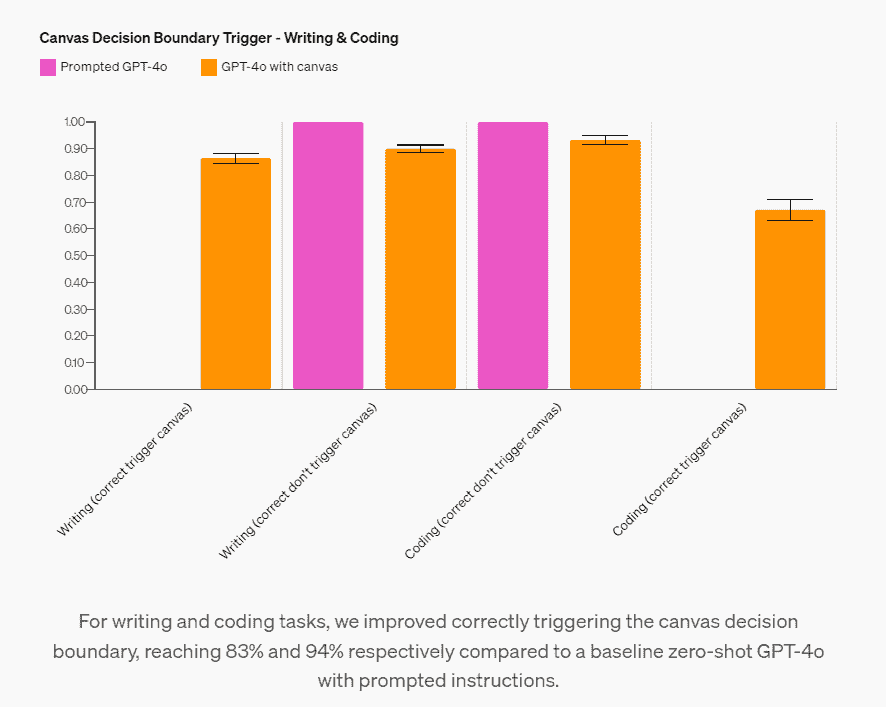 Canvas Decision Boundary Trigger - Writing & Coding
Prompted GPT-4o
GPT-4o with canvas
1.00
0.90
0.80
0.70
0.60
0.50
0.40
0.30
0.20
0.10
0.00
Writing (correct trigger canvas)
Writing (correct don't trigger canvas)
Coding (correct don't trigger canvas)
Coding (correct trigger canvas)
For writing and coding tasks, we improved correctly triggering the canvas decision
boundary, reaching 83% and 94% respectively compared to a baseline zero-shot GPT-4o
with prompted instructions.